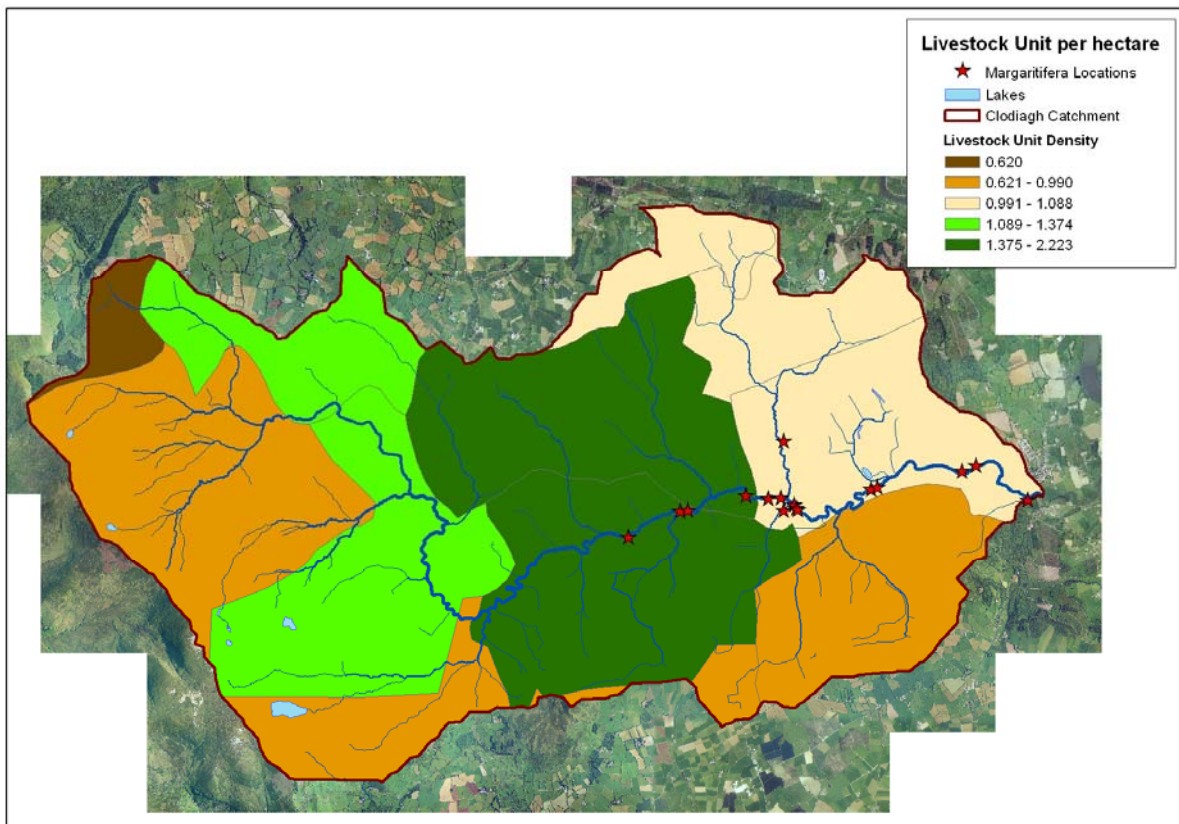 Livestock Unit per hectare
Margaritifera Locations
Lakes
Clodiagh Catchment
Livestock Unit Density
0.620
0.621 - 0.990
0.991 - 1.088
1.089 - 1.374
1.375 - 2.223